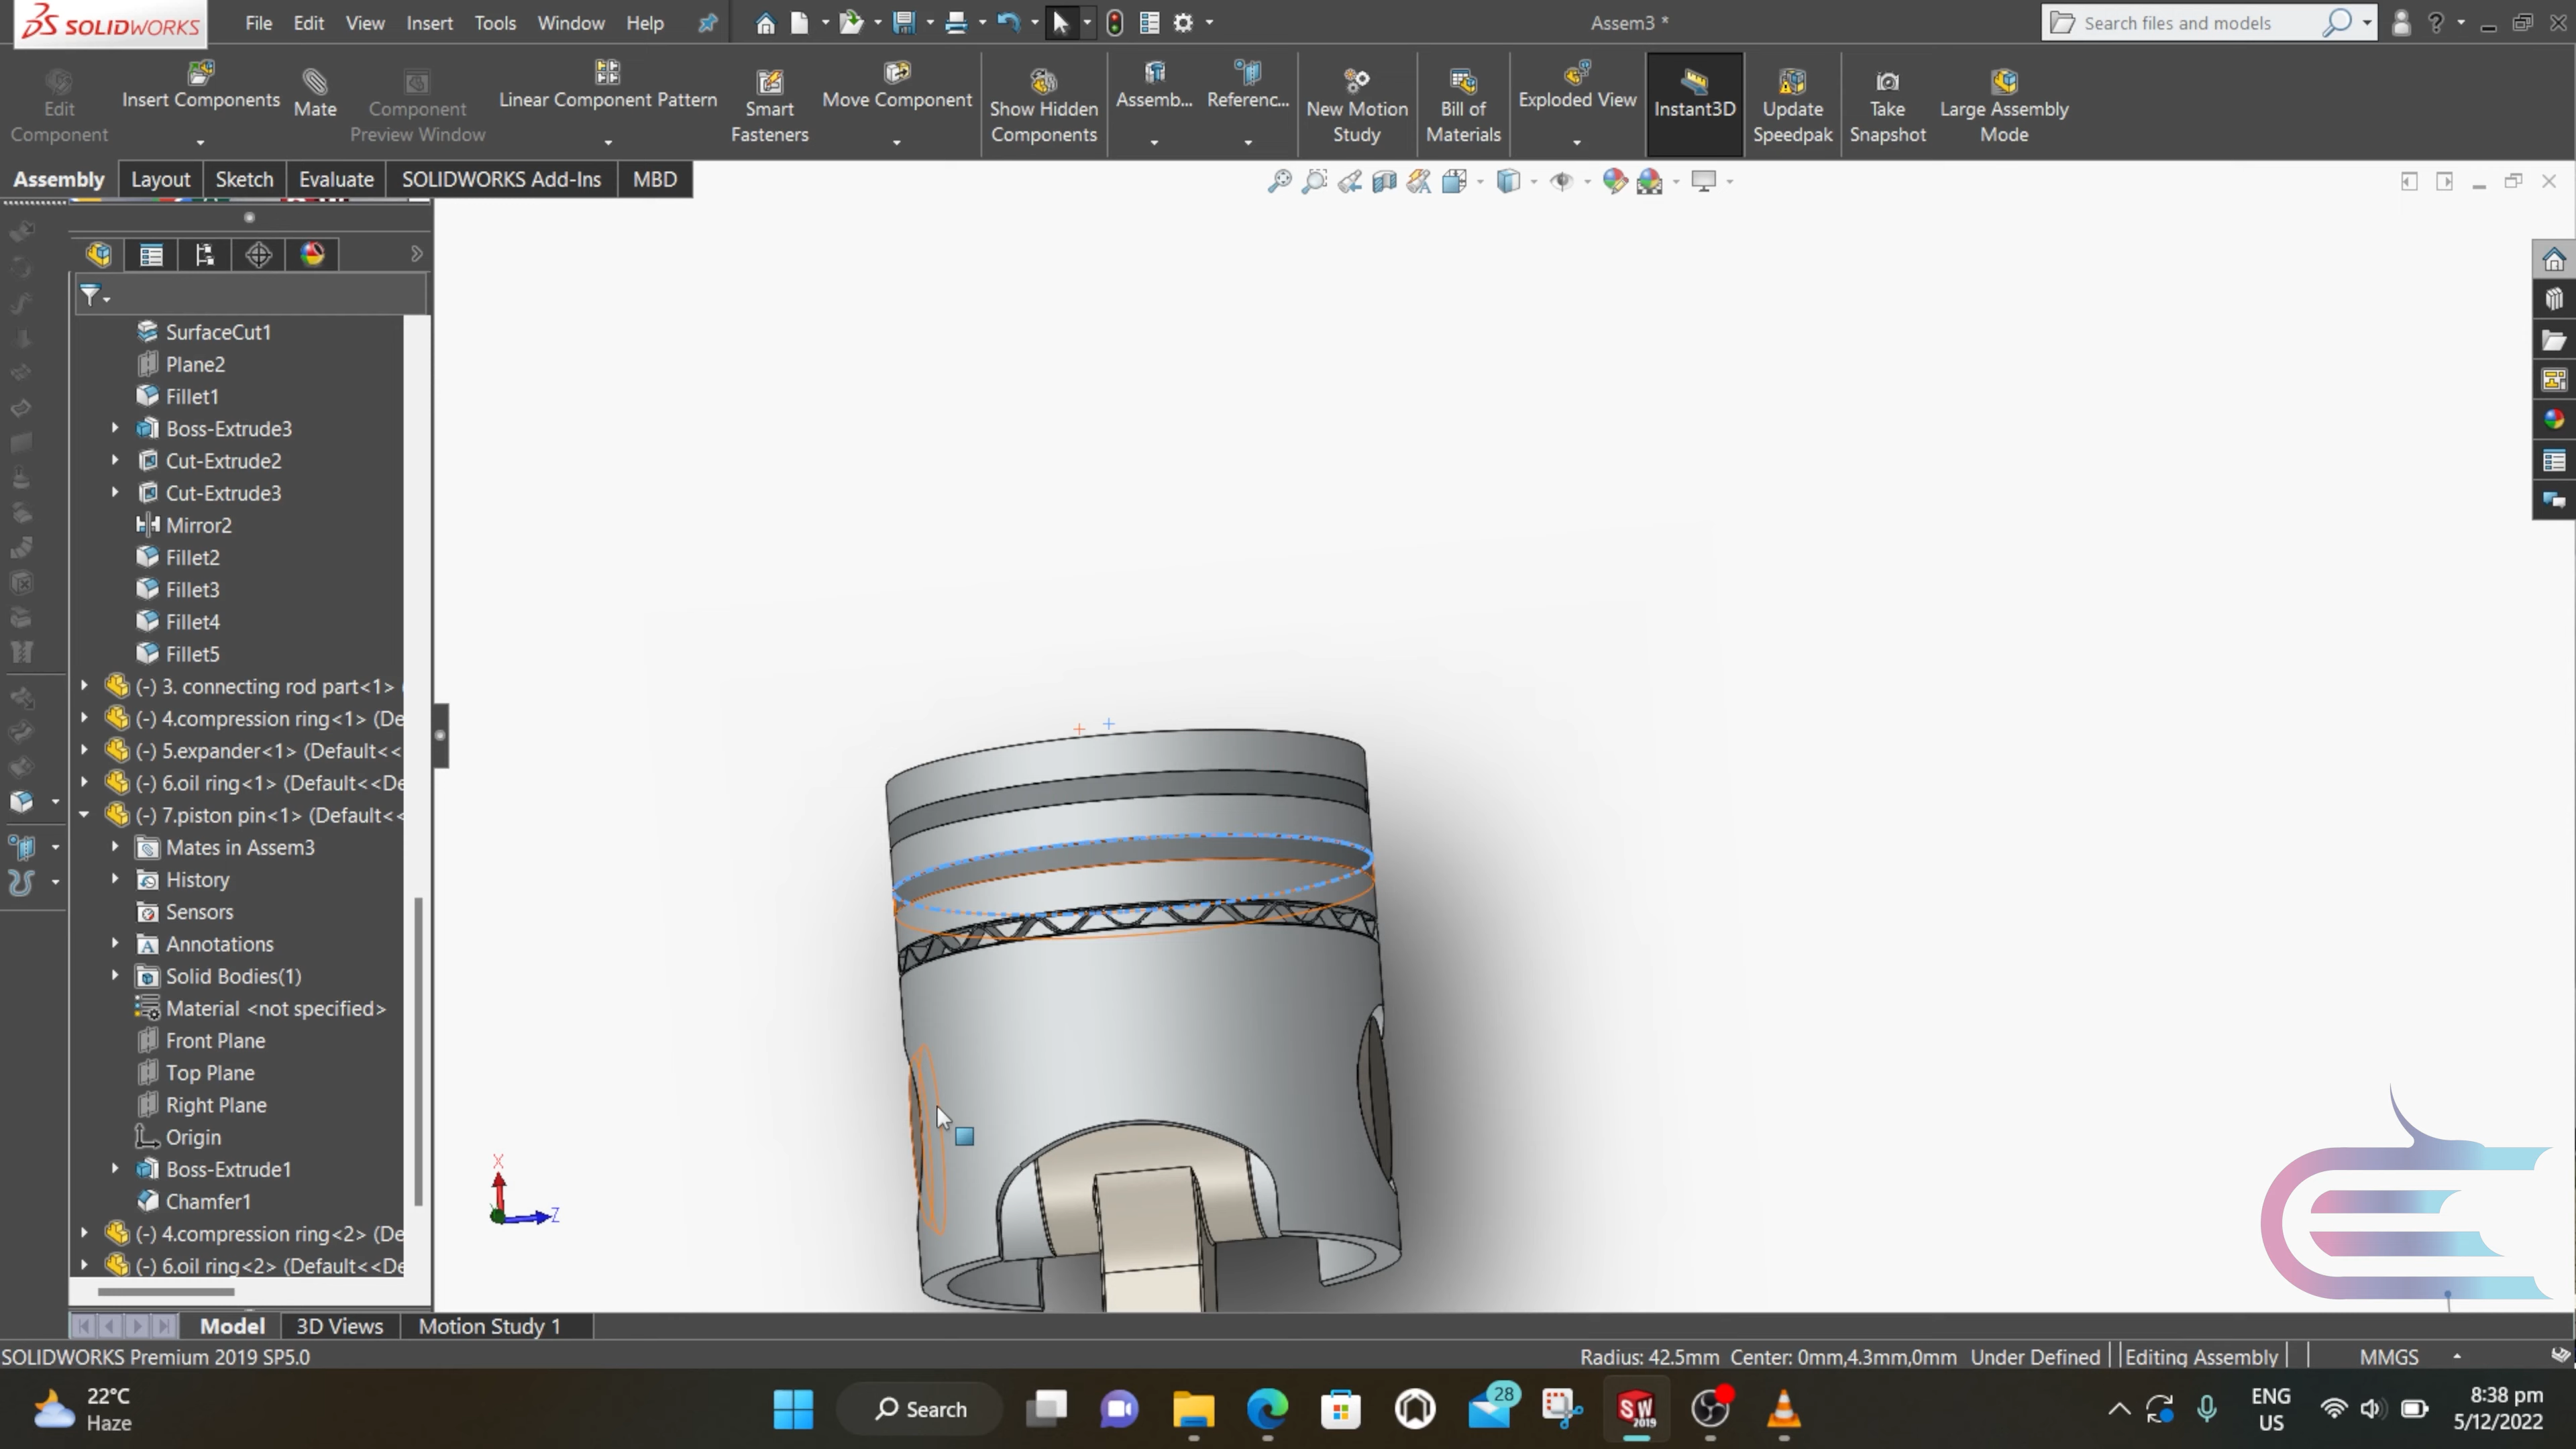 SOLIDWORKS
File Edit View Insert Tools Window Help
Assem3 *
Search files and models
Edit Component
Insert Components
Mate
Component Preview Window
Linear Component Pattern
Smart Fasteners
Move Component
Show Hidden Components
Assemb...
Referenc...
New Motion Study
Bill of Materials
Exploded View
Instant3D
Update Speedpak
Take Snapshot
Large Assembly Mode
Assembly Layout Sketch Evaluate SOLIDWORKS Add-Ins MBD
SurfaceCut1
Plane2
Fillet1
Boss-Extrude3
Cut-Extrude2
Cut-Extrude3
Mirror2
Fillet2
Fillet3
Fillet4
Fillet5
(-) 3. connecting rod part<1> (
(-) 4.compression ring<1> (De
(-) 5.expander<1> (Default<<
(-) 6.oil ring<1> (Default<<De
(-) 7.piston pin<1> (Default<<
Mates in Assem3
History
Sensors
Annotations
Solid Bodies(1)
Material <not specified>
Front Plane
Top Plane
Right Plane
Origin
Boss-Extrude1
Chamfer1
(-) 4.compression ring<2> (De
(-) 6.oil ring<2> (Default<<De
X
Z
Model 3D Views Motion Study 1
SOLIDWORKS Premium 2019 SP5.0
Radius: 42.5mm Center: 0mm,4.3mm,0mm Under Defined Editing Assembly MMGS
22°C
Haze
Search
28
SW
2019
ENG
US
8:38 pm
5/12/2022